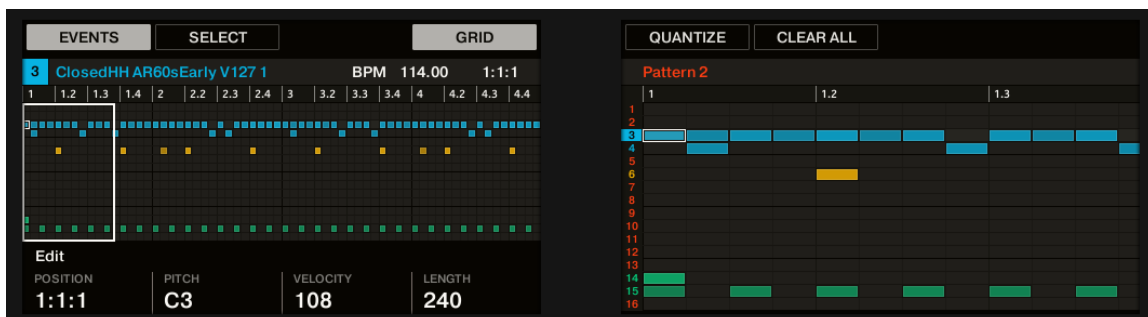 EVENTS SELECT GRID
3 ClosedHH AR60sEarly V127 1 BPM 114.00 1:1:1
1 1.2 1.3 1.4 2 2.2 2.3 2.4 3 3.2 3.3 3.4 4 4.2 4.3 4.4
Edit
POSITION PITCH VELOCITY LENGTH
1:1:1 C3 108 240
QUANTIZE CLEAR ALL
Pattern 2
1 1.2 1.3
1
2
3
4
5
6
7
8
9
10
11
12
13
14
15
16